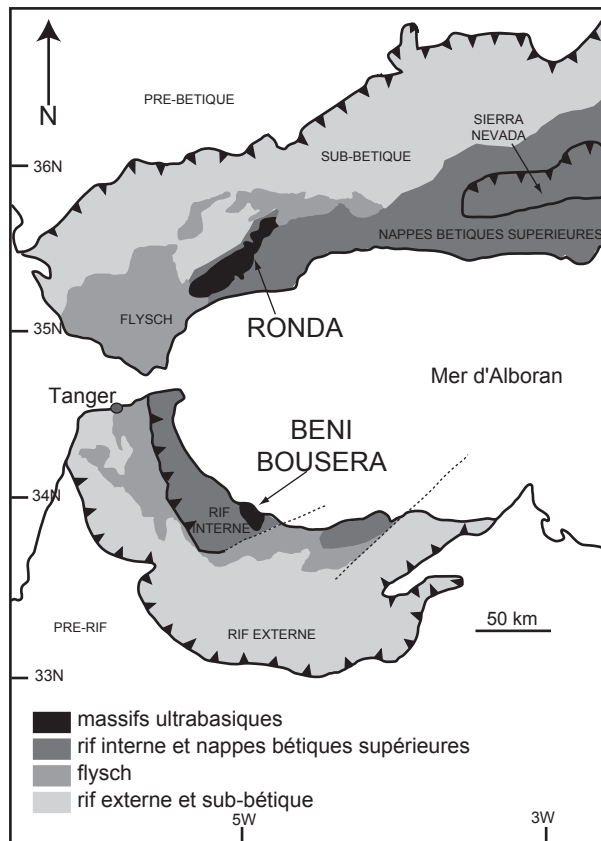 N
PRE-BETIQUE
SIERRA
NEVADA
36N
SUB-BETIQUE
NAPPES BETIQUES SUPERIEURES
FLYSCH
RONDA
35N
Mer d'Alboran
Tanger
BENI
BOUSERA
34N
RIF
INTERNE
PRE-RIF
RIF EXTERNE
50 km
33N
massifs ultrabasiques
rif interne et nappes bétiques supérieures
flysch
rif externe et sub-bétique
5W
3W